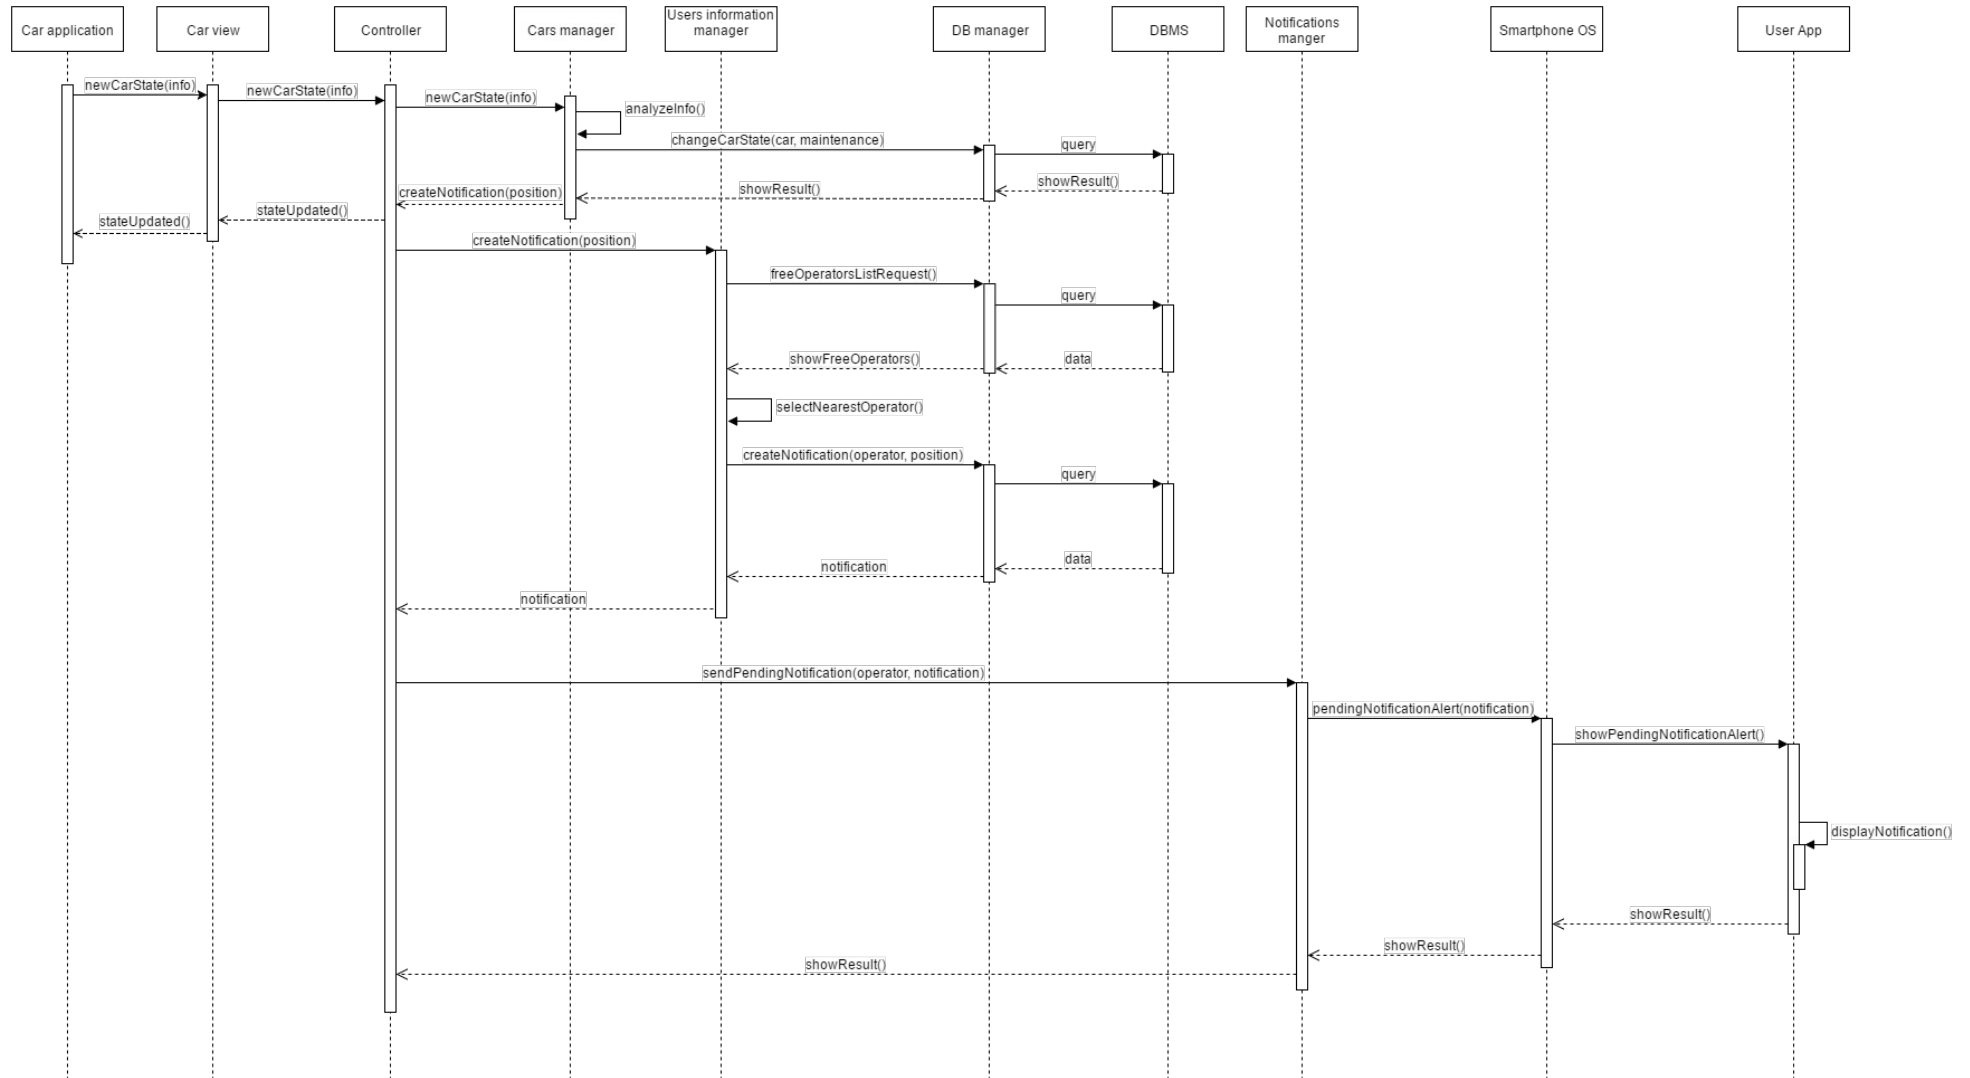 Car application
Car view
Controller
Cars manager
Users information
manager
DB manager
DBMS
Notifications
manger
Smartphone OS
User App
newCarState(info)
newCarState(info)
newCarState(info)
analyzeInfo()
changeCarState(car, maintenance)
query
showResult()
showResult()
createNotification(position)
stateUpdated()
stateUpdated()
createNotification(position)
freeOperatorsListRequest()
query
showFreeOperators()
data
selectNearestOperator()
createNotification(operator, position)
query
data
notification
notification
sendPendingNotification(operator, notification)
pendingNotificationAlert(notification)
showPendingNotificationAlert()
displayNotification()
showResult()
showResult()
showResult()